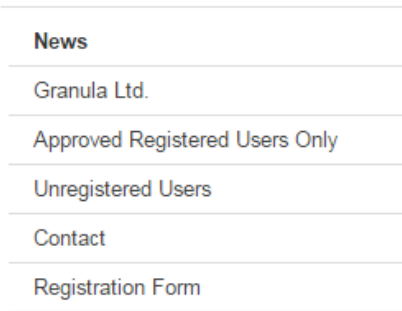 News
Granula Ltd.
Approved Registered Users Only
Unregistered Users
Contact
Registration Form